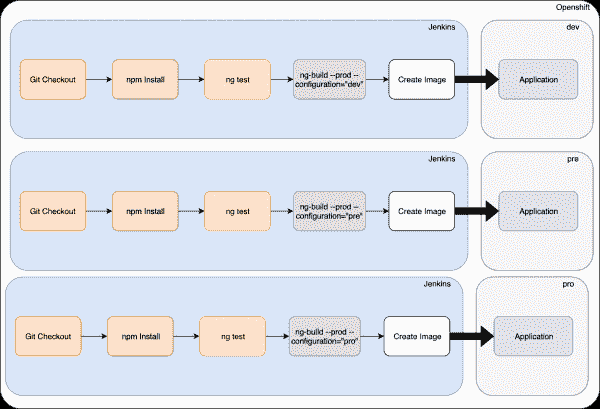 Openshift
Jenkins
dev
Git Checkout
npm Install
ng test
ng-build --prod --
configuration="dev"
Create Image
Application
Jenkins
pre
Git Checkout
npm Install
ng test
ng-build --prod --
configuration="pre"
Create Image
Application
Jenkins
pro
Git Checkout
npm Install
ng test
ng-build --prod --
configuration="pro"
Create Image
Application